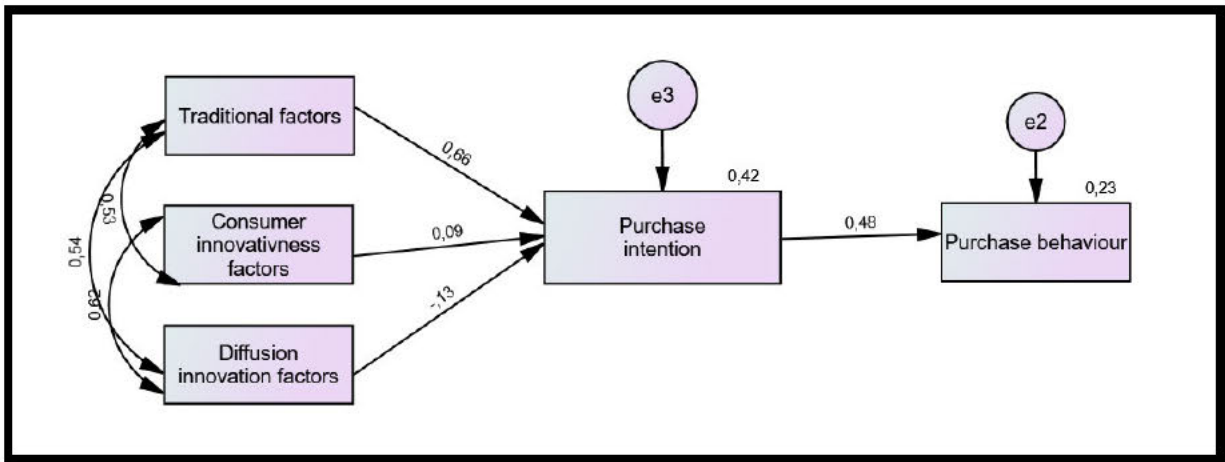 e3
e2
Traditional factors
0,66
0,42
0,23
0,53
Consumer
innovativness
factors
0,09
Purchase
intention
0,48
Purchase behaviour
0,54
0,62
-,13
Diffusion
innovation factors